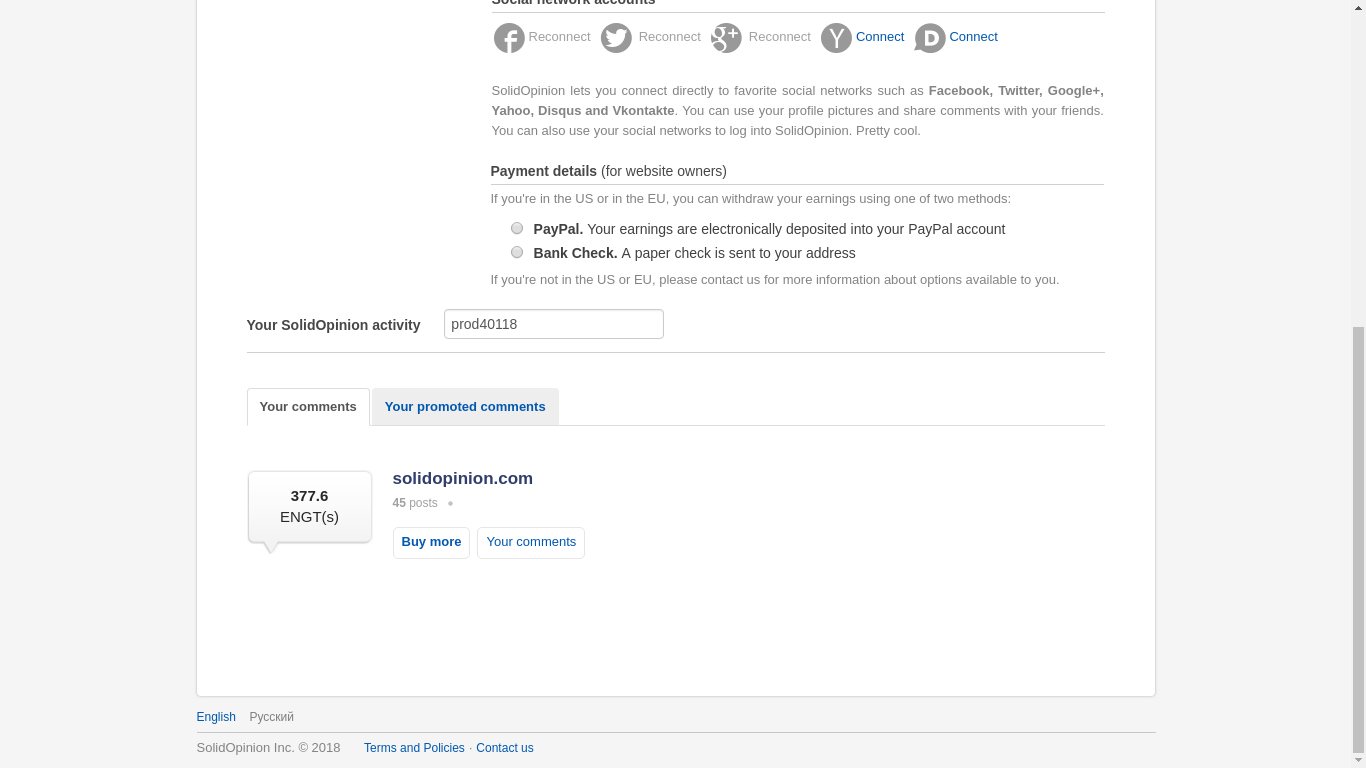 Social network accounts
Reconnect Reconnect Reconnect Connect Connect
SolidOpinion lets you connect directly to favorite social networks such as Facebook, Twitter, Google+,
Yahoo, Disqus and Vkontakte. You can use your profile pictures and share comments with your friends.
You can also use your social networks to log into SolidOpinion. Pretty cool.
Payment details (for website owners)
If you're in the US or in the EU, you can withdraw your earnings using one of two methods:
PayPal. Your earnings are electronically deposited into your PayPal account
Bank Check. A paper check is sent to your address
If you're not in the US or EU, please contact us for more information about options available to you.
Your SolidOpinion activity prod40118
Your comments Your promoted comments
377.6
ENGT(s)
solidopinion.com
45 posts
Buy more Your comments
English Русский
SolidOpinion Inc. © 2018 Terms and Policies · Contact us